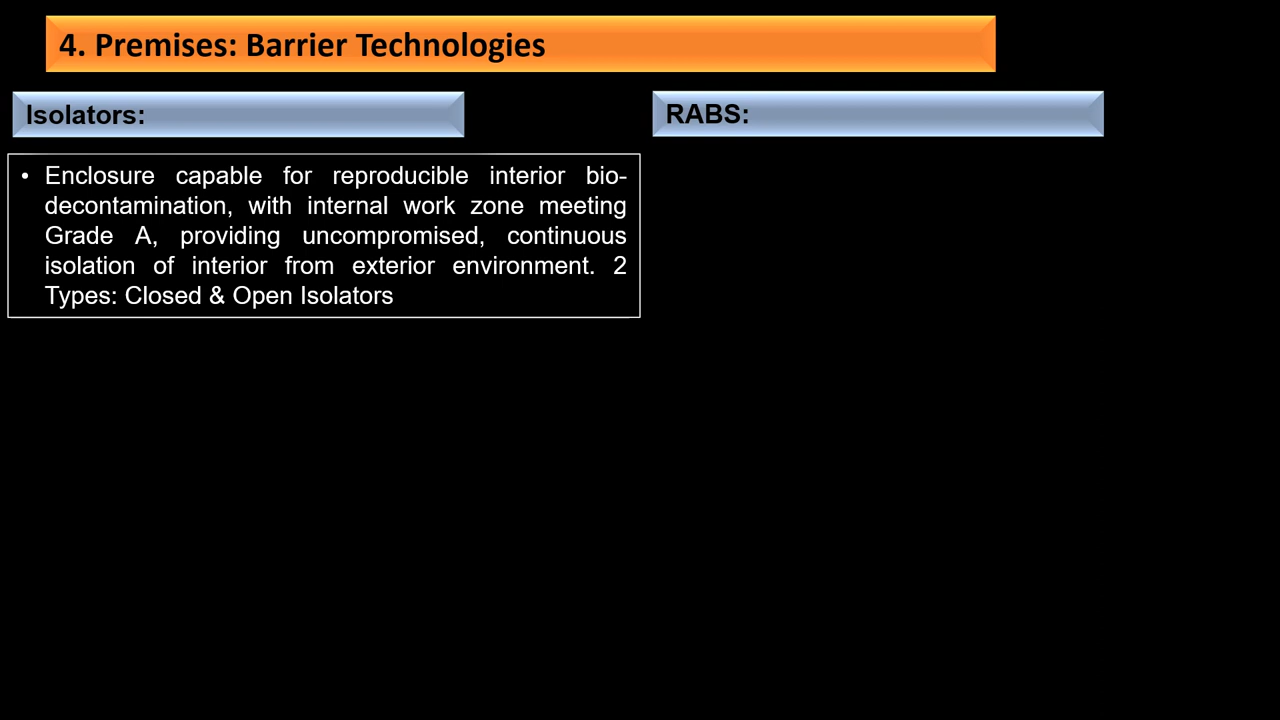 4. Premises: Barrier Technologies
Isolators:
RABS:
• Enclosure capable for reproducible interior bio-
decontamination, with internal work zone meeting
Grade A, providing uncompromised, continuous
isolation of interior from exterior environment. 2
Types: Closed & Open Isolators